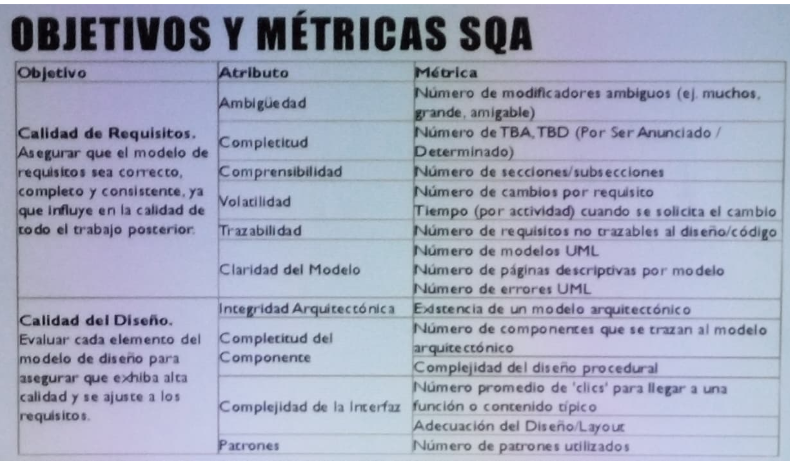 OBJETIVOS Y MÉTRICAS SQA
Objetivo Atributo Métrica
Calidad de Requisitos.
Asegurar que el modelo de
requisitos sea correcto,
completo y consistente, ya
que influye en la calidad de
todo el trabajo posterior.
Ambigüedad
Número de modificadores ambiguos (ej. muchos,
grande, amigable)
Completitud
Número de TBA, TBD (Por Ser Anunciado /
Determinado)
Comprensibilidad
Número de secciones/subsecciones
Volatilidad
Número de cambios por requisito
Tiempo (por actividad) cuando se solicita el cambio
Trazabilidad
Número de requisitos no trazables al diseño/código
Claridad del Modelo
Número de modelos UML
Número de páginas descriptivas por modelo
Número de errores UML
Calidad del Diseño.
Evaluar cada elemento del
modelo de diseño para
asegurar que exhiba alta
calidad y se ajuste a los
requisitos.
Integridad Arquitectónica
Existencia de un modelo arquitectónico
Completitud del
Componente
Número de componentes que se trazan al modelo
arquitectónico
Complejidad del diseño procedural
Complejidad de la Interfaz
Número promedio de 'clics' para llegar a una
función o contenido típico
Adecuación del Diseño/Layout
Patrones
Número de patrones utilizados